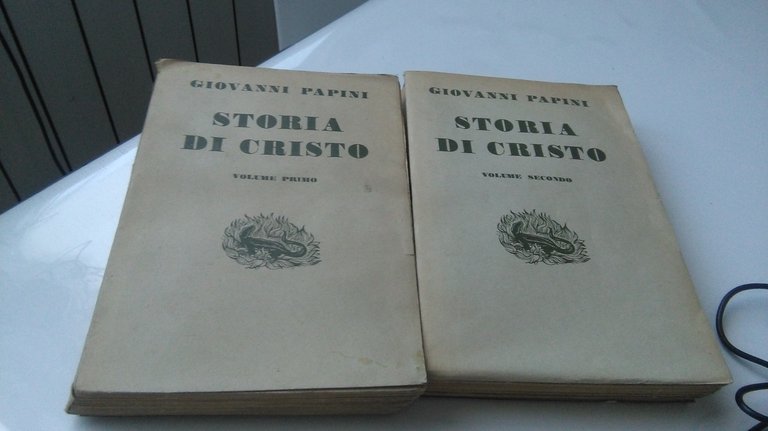 GIOVANNI PAPINI
STORIA
DI CRISTO
VOLUME PRIMO
GIOVANNI PAPINI
STORIA
DI CRISTO
VOLUME SECONDO